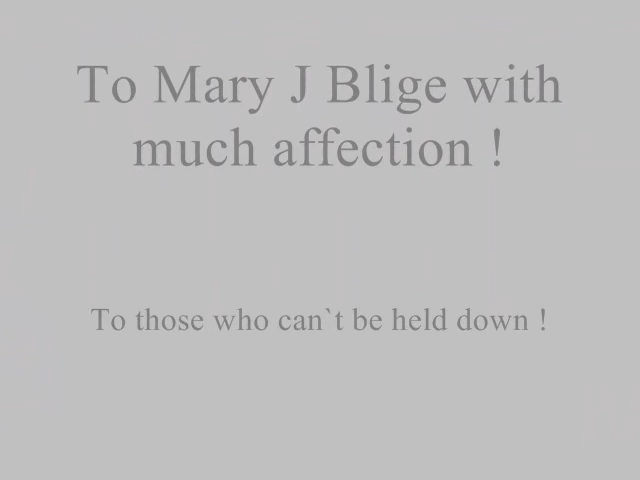 To Mary J Blige with
much affection !
To those who can`t be held down !